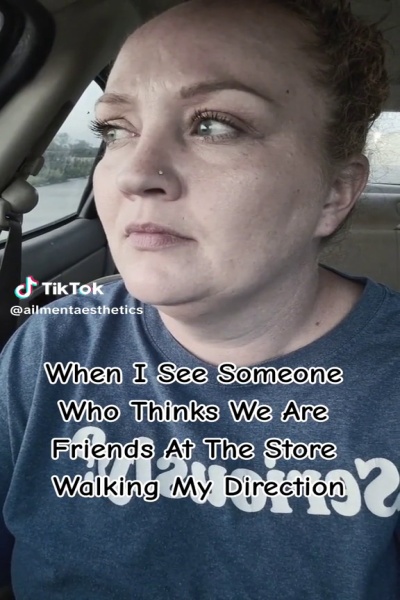 TikTok
@ailmentaesthetics
When I See Someone
Who Thinks We Are
Friends At The Store
Walking My Direction